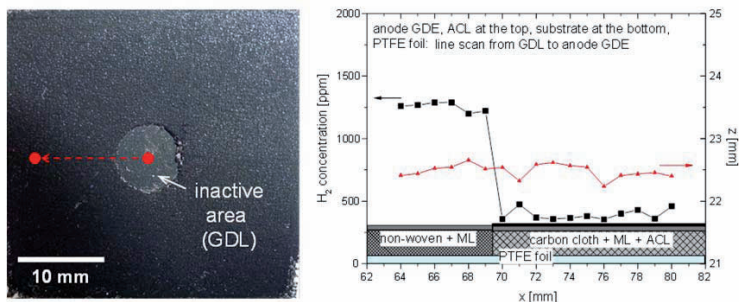 inactive
area
(GDL)
10 mm
anode GDE, ACL at the top, substrate at the bottom,
PTFE foil: line scan from GDL to anode GDE
H2 concentration [ppm]
2000
1500
1000
500
0
non-woven + ML
carbon cloth + ML + ACL
PTFE foil
62 64 66 68 70 72 74 76 78 80 82
x [mm]
25
24
23
22
21
z [mm]